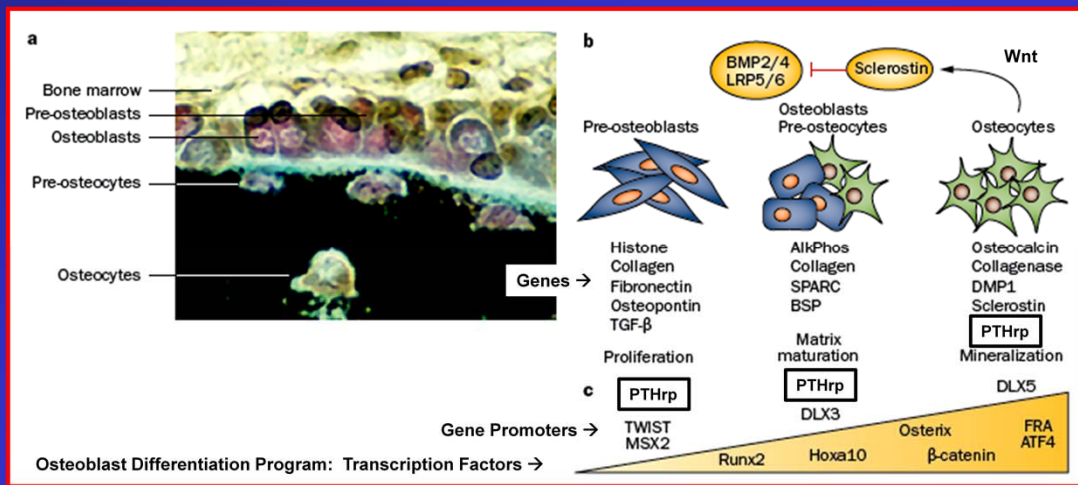 a
Bone marrow
Pre-osteoblasts
Osteoblasts
Pre-osteocytes
Osteocytes
b
BMP2/4
LRP5/6
Sclerostin
Wnt
Pre-osteoblasts
Osteoblasts
Pre-osteocytes
Osteocytes
Genes →
Histone
Collagen
Fibronectin
Osteopontin
TGF-β
AlkPhos
Collagen
SPARC
BSP
Osteocalcin
Collagenase
DMP1
Sclerostin
PTHrp
Proliferation
Matrix
maturation
Mineralization
c
PTHrp
PTHrp
DLX5
Gene Promoters →
TWIST
MSX2
DLX3
Osteoblast Differentiation Program: Transcription Factors →
Runx2
Hoxa10
Osterix
β-catenin
FRA
ATF4